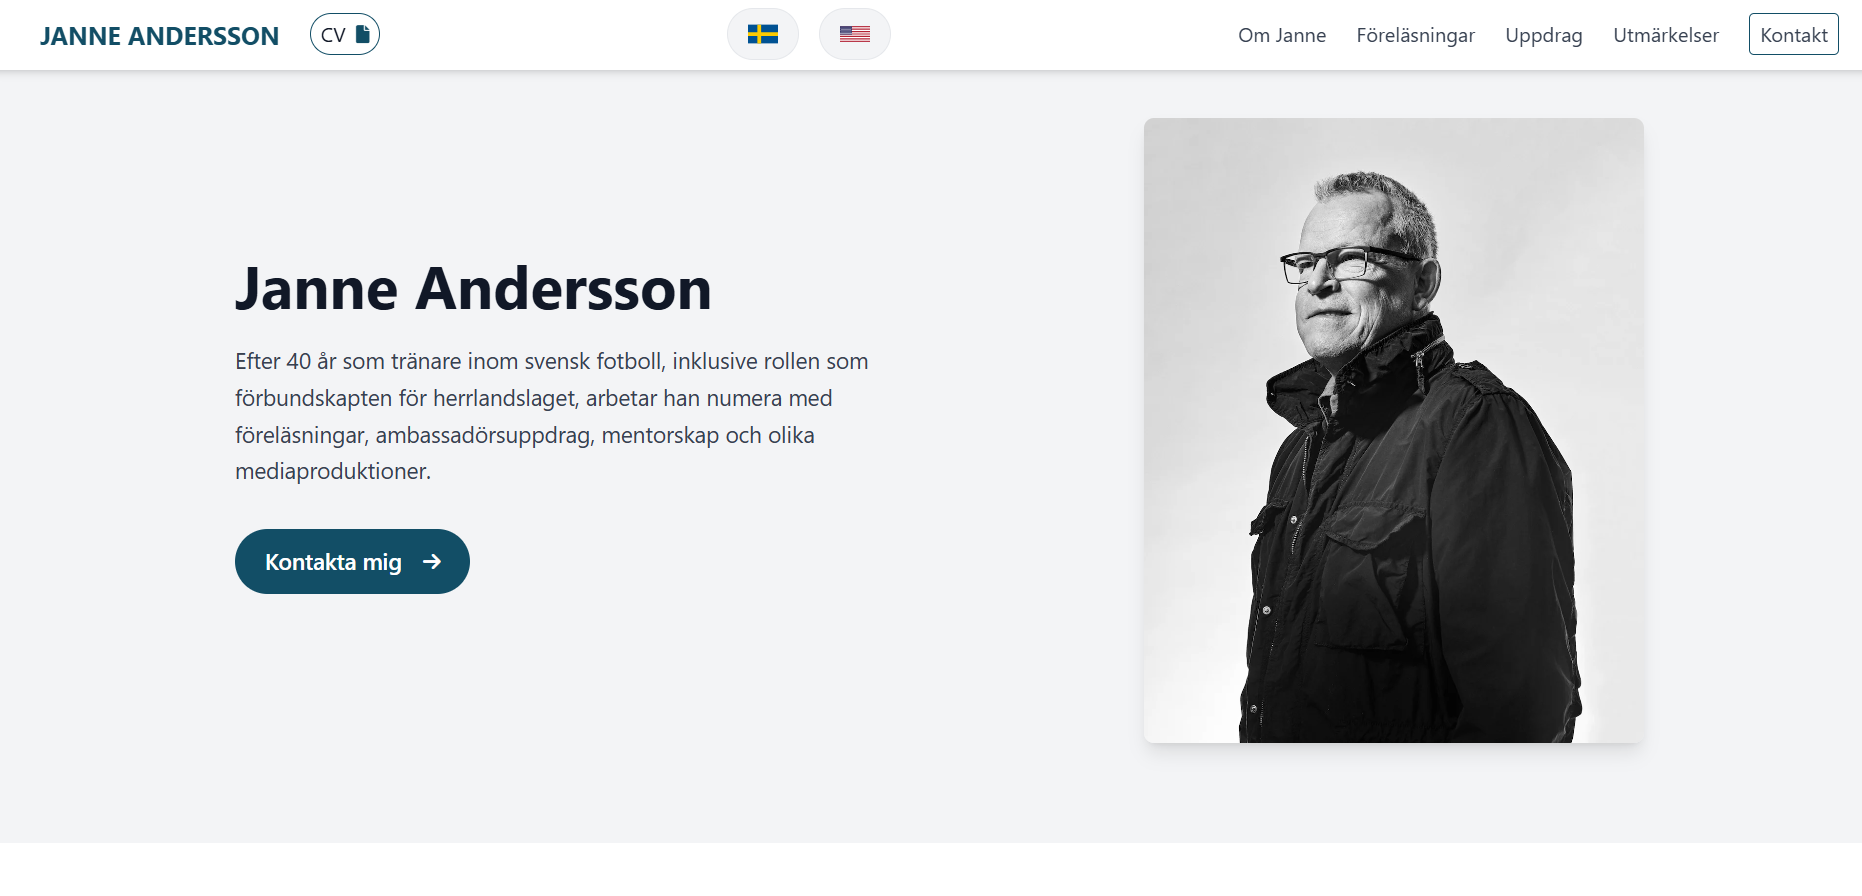 JANNE ANDERSSON
CV
Om Janne
Föreläsningar
Uppdrag
Utmärkelser
Kontakt
Janne Andersson
Efter 40 år som tränare inom svensk fotboll, inklusive rollen som
förbundskapten för herrlandslaget, arbetar han numera med
föreläsningar, ambassadörsuppdrag, mentorskap och olika
mediaproduktioner.
Kontakta mig